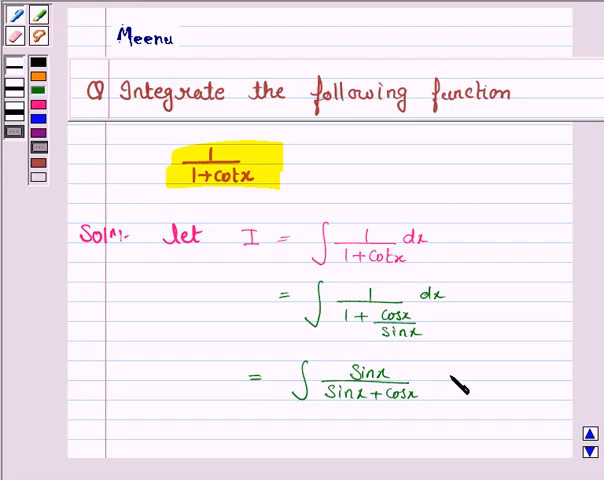 Meenu
Q Integrate the following function
1/(1+cotx)
Solⁿ:- let I = ∫ 1/(1+cotx) dx
= ∫ 1/(1 + cosx/sinx) dx
= ∫ sinx/(sinx + cosx)